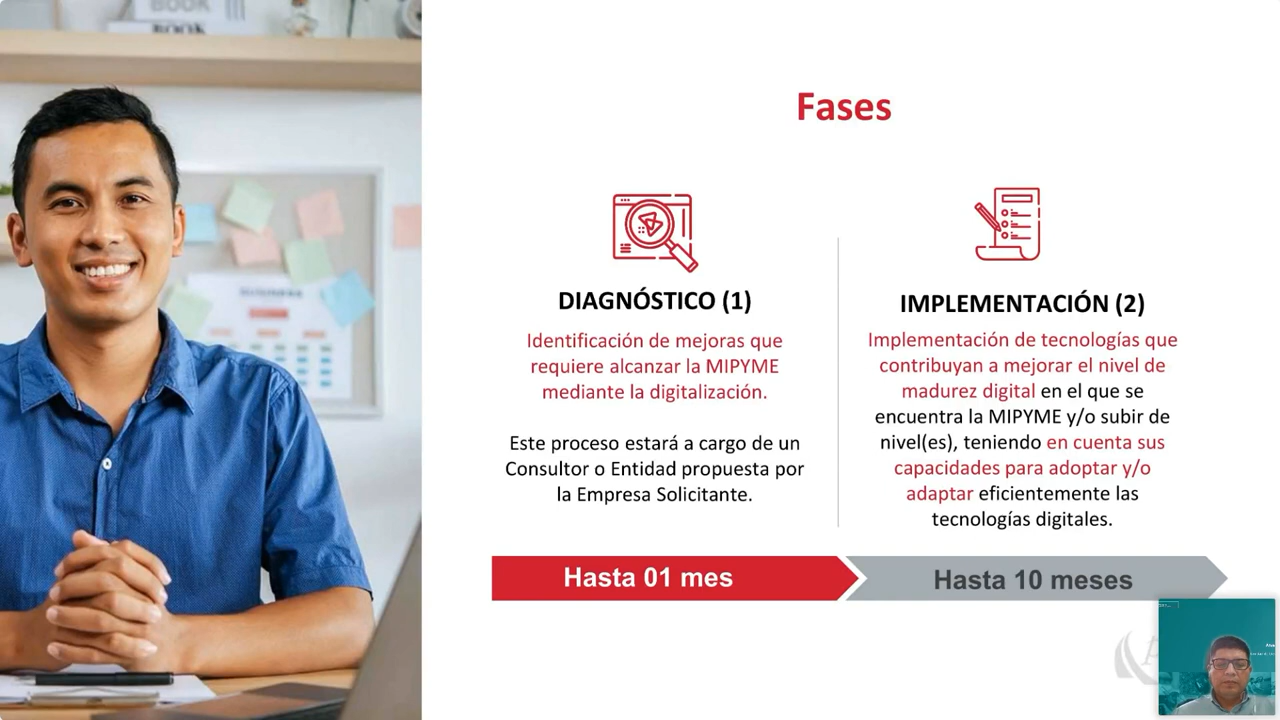 BOOK
BOOK
BUSINESS
Fases
DIAGNÓSTICO (1)
Identificación de mejoras que
requiere alcanzar la MIPYME
mediante la digitalización.
Este proceso estará a cargo de un
Consultor o Entidad propuesta por
la Empresa Solicitante.
Hasta 01 mes
IMPLEMENTACIÓN (2)
Implementación de tecnologías que
contribuyan a mejorar el nivel de
madurez digital en el que se
encuentra la MIPYME y/o subir de
nivel(es), teniendo en cuenta sus
capacidades para adoptar y/o
adaptar eficientemente las
tecnologías digitales.
Hasta 10 meses